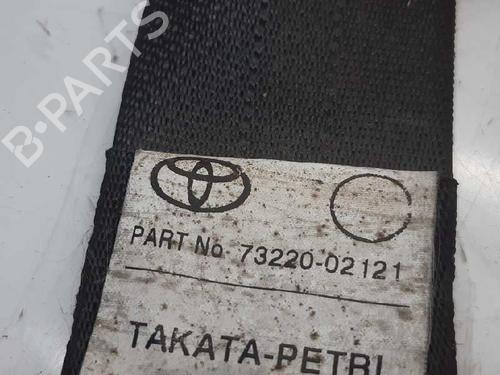 B-PARTS
PART No 73220-02121
TAKATA-PETRI